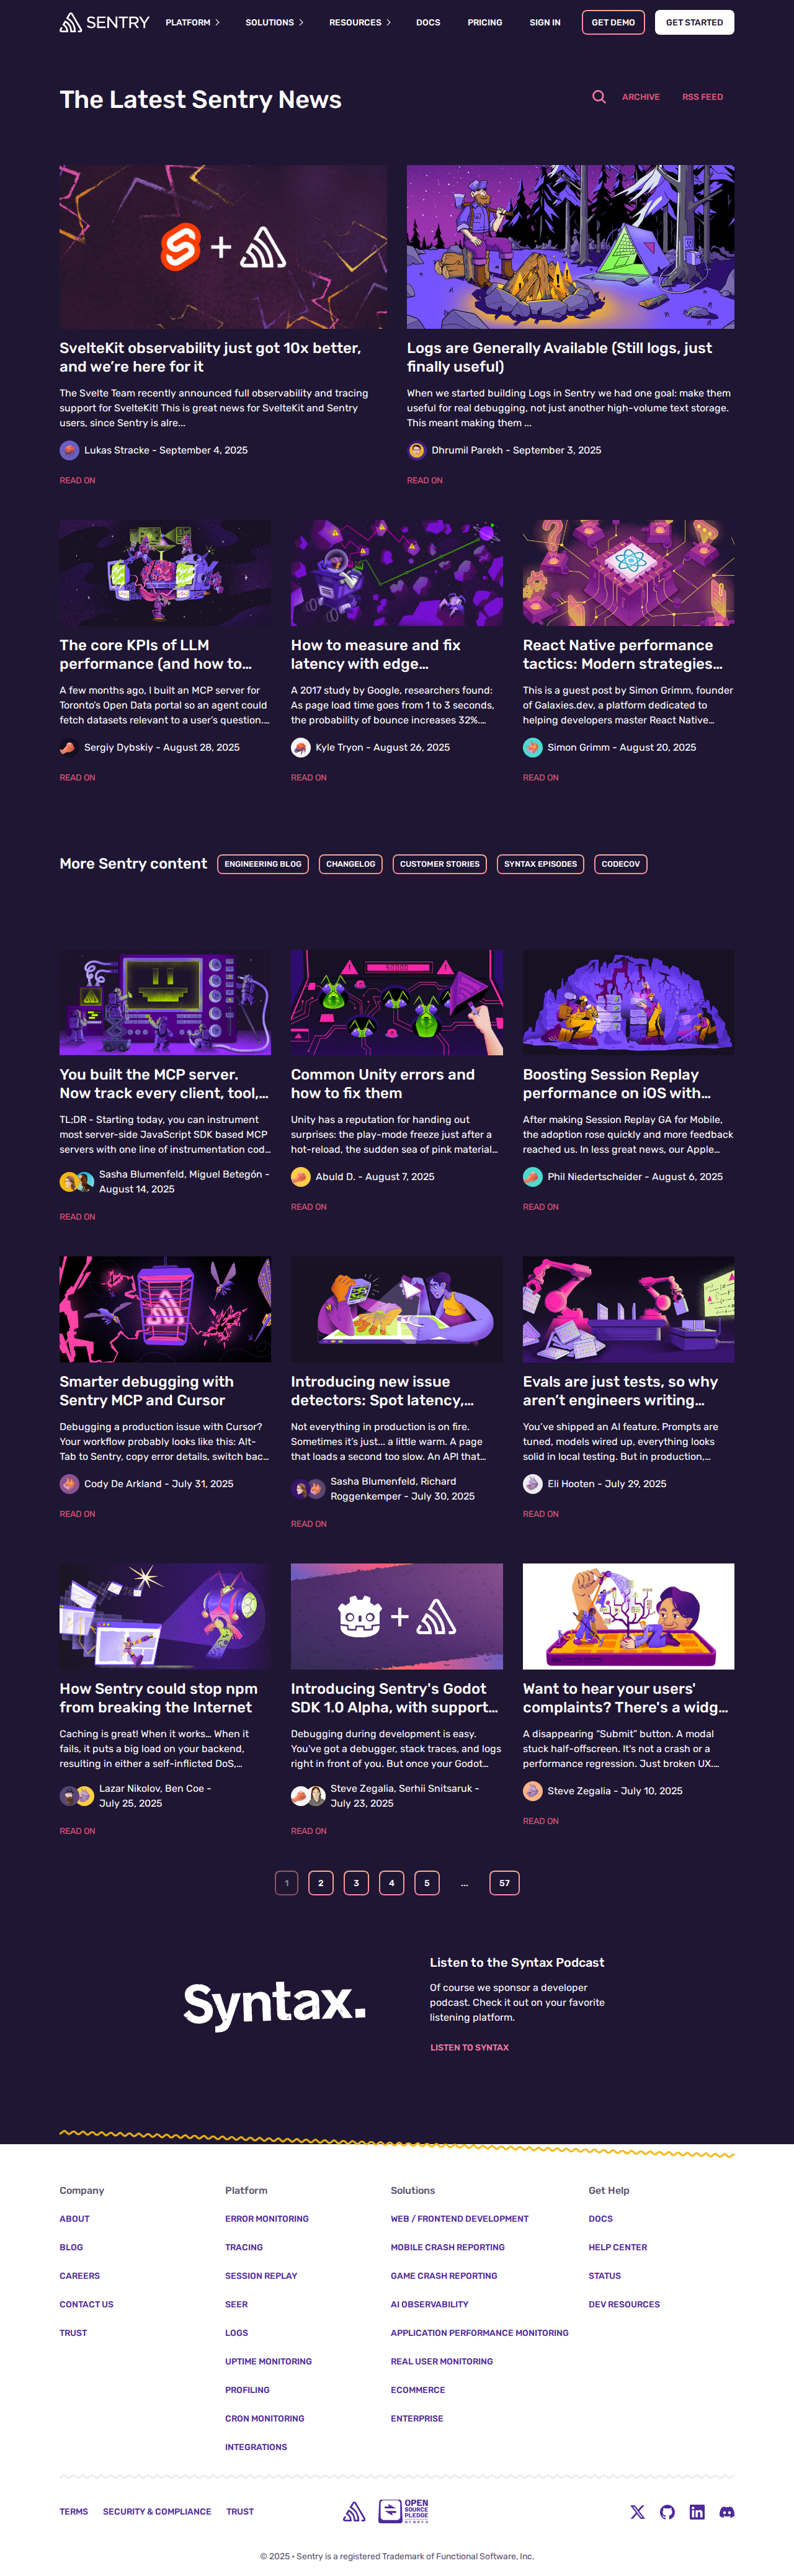 SENTRY PLATFORM SOLUTIONS RESOURCES DOCS PRICING SIGN IN GET DEMO GET STARTED
The Latest Sentry News
ARCHIVE RSS FEED
SvelteKit observability just got 10x better,
and we're here for it
The Svelte Team recently announced full observability and tracing
support for SvelteKit! This is great news for SvelteKit and Sentry
users, since Sentry is alre...
Lukas Stracke - September 4, 2025
READ ON
Logs are Generally Available (Still logs, just
finally useful)
When we started building Logs in Sentry we had one goal: make them
useful for real debugging, not just another high-volume text storage.
This meant making them ...
Dhrumil Parekh - September 3, 2025
READ ON
The core KPIs of LLM
performance (and how to…
A few months ago, I built an MCP server for
Toronto's Open Data portal so an agent could
fetch datasets relevant to a user's question.…
Sergiy Dybskiy - August 28, 2025
READ ON
How to measure and fix
latency with edge…
A 2017 study by Google, researchers found:
As page load time goes from 1 to 3 seconds,
the probability of bounce increases 32%.…
Kyle Tryon - August 26, 2025
READ ON
React Native performance
tactics: Modern strategies…
This is a guest post by Simon Grimm, founder
of Galaxies.dev, a platform dedicated to
helping developers master React Native…
Simon Grimm - August 20, 2025
READ ON
More Sentry content ENGINEERING BLOG CHANGELOG CUSTOMER STORIES SYNTAX EPISODES CODECOV
You built the MCP server.
Now track every client, tool,…
TL;DR - Starting today, you can instrument
most server-side JavaScript SDK based MCP
servers with one line of instrumentation cod…
Sasha Blumenfeld, Miguel Betegón -
August 14, 2025
READ ON
Common Unity errors and
how to fix them
Unity has a reputation for handing out
surprises: the play-mode freeze just after a
hot-reload, the sudden sea of pink material…
Abuld D. - August 7, 2025
READ ON
Boosting Session Replay
performance on iOS with…
After making Session Replay GA for Mobile,
the adoption rose quickly and more feedback
reached us. In less great news, our Apple…
Phil Niedertscheider - August 6, 2025
READ ON
Smarter debugging with
Sentry MCP and Cursor
Debugging a production issue with Cursor?
Your workflow probably looks like this: Alt-
Tab to Sentry, copy error details, switch bac…
Cody De Arkland - July 31, 2025
READ ON
Introducing new issue
detectors: Spot latency,…
Not everything in production is on fire.
Sometimes it's just... a little warm. A page
that loads a second too slow. An API that…
Sasha Blumenfeld, Richard
Roggenkemper - July 30, 2025
READ ON
Evals are just tests, so why
aren't engineers writing…
You've shipped an AI feature. Prompts are
tuned, models wired up, everything looks
solid in local testing. But in production,…
Eli Hooten - July 29, 2025
READ ON
How Sentry could stop npm
from breaking the Internet
Caching is great! When it works… When it
fails, it puts a big load on your backend,
resulting in either a self-inflicted DoS,…
Lazar Nikolov, Ben Coe -
July 25, 2025
READ ON
Introducing Sentry's Godot
SDK 1.0 Alpha, with support…
Debugging during development is easy.
You've got a debugger, stack traces, and logs
right in front of you. But once your Godot…
Steve Zegalia, Serhii Snitsaruk -
July 23, 2025
READ ON
Want to hear your users'
complaints? There's a widg…
A disappearing “Submit” button. A modal
stuck half-offscreen. It's not a crash or a
performance regression. Just broken UX.…
Steve Zegalia - July 10, 2025
READ ON
1 2 3 4 5 ... 57
Syntax.
Listen to the Syntax Podcast
Of course we sponsor a developer
podcast. Check it out on your favorite
listening platform.
LISTEN TO SYNTAX
Company
ABOUT
BLOG
CAREERS
CONTACT US
TRUST
Platform
ERROR MONITORING
TRACING
SESSION REPLAY
SEER
LOGS
UPTIME MONITORING
PROFILING
CRON MONITORING
INTEGRATIONS
Solutions
WEB / FRONTEND DEVELOPMENT
MOBILE CRASH REPORTING
GAME CRASH REPORTING
AI OBSERVABILITY
APPLICATION PERFORMANCE MONITORING
REAL USER MONITORING
ECOMMERCE
ENTERPRISE
Get Help
DOCS
HELP CENTER
STATUS
DEV RESOURCES
TERMS SECURITY & COMPLIANCE TRUST
OPEN
SOURCE
PLEDGE
MEMBER
© 2025 • Sentry is a registered Trademark of Functional Software, Inc.